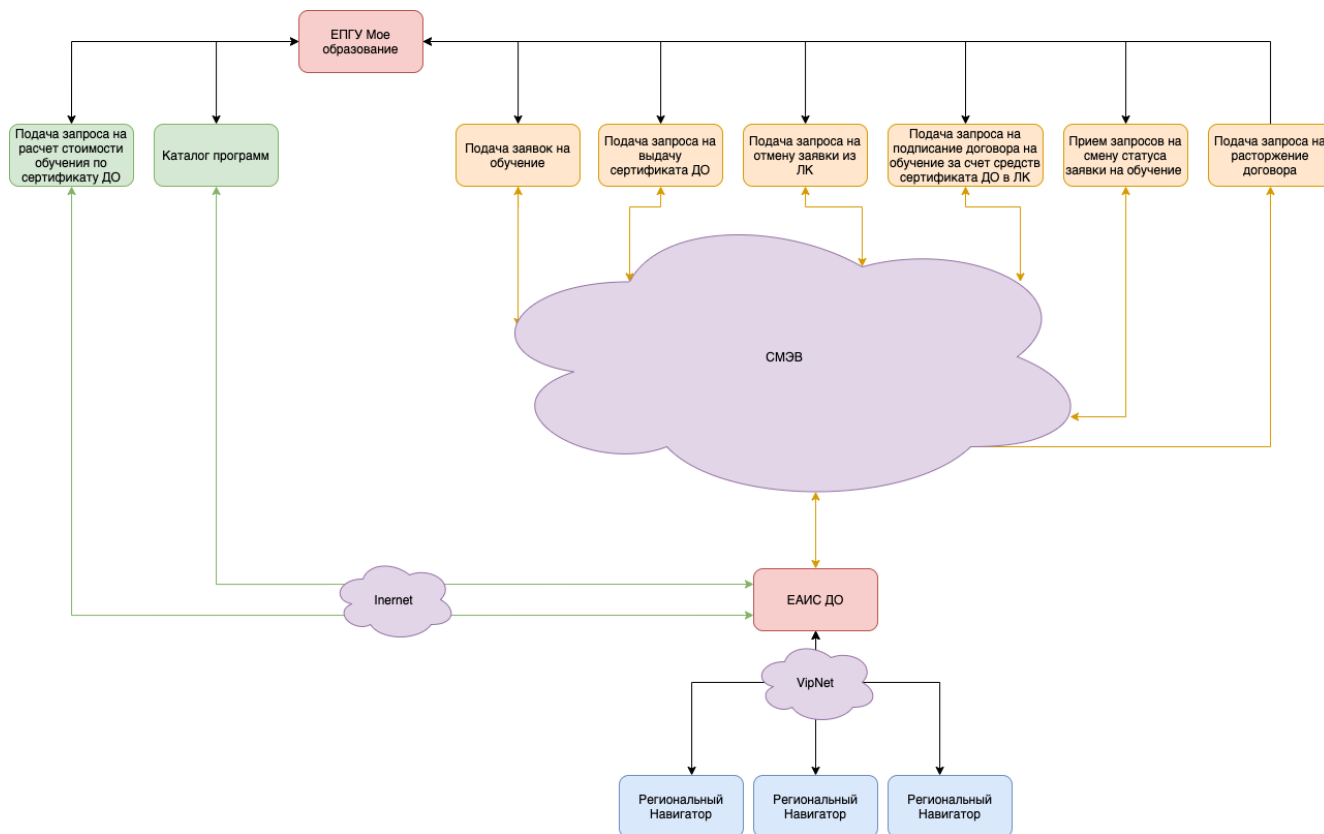 ЕПГУ Мое
образование
Подача запроса на
расчет стоимости
обучения по
сертификату ДО
Каталог программ
Подача заявок на
обучение
Подача запроса на
выдачу
сертификата ДО
Подача запроса на
отмену заявки из
ЛК
Подача запроса на
подписание договора на
обучение за счет средств
сертификата ДО в ЛК
Прием запросов на
смену статуса
заявки на обучение
Подача запроса на
расторжение
договора
СМЭВ
Inernet
ЕАИС ДО
VipNet
Региональный
Навигатор
Региональный
Навигатор
Региональный
Навигатор